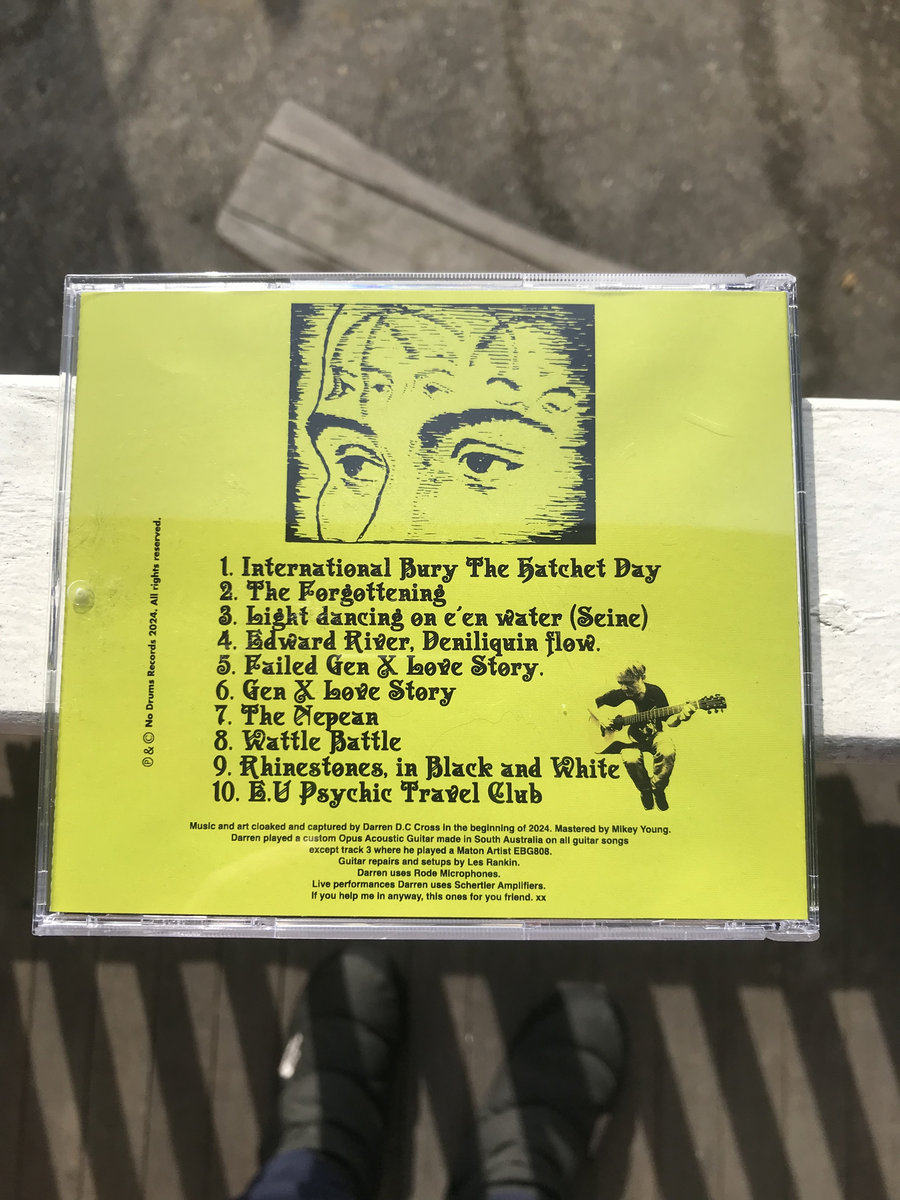 1. International Bury The Hatchet Day
2. The Forgottening
3. Light dancing on e'en water (Seine)
4. Edward River, Deniliquin flow.
5. Failed Gen X Love Story.
6. Gen X Love Story
7. The Nepean
8. Wattle Battle
9. Rhinestones, in Black and White
10. E.U Psychic Travel Club
Music and art cloaked and captured by Darren D.C Cross in the beginning of 2024. Mastered by Mikey Young.
Darren played a custom Opus Acoustic Guitar made in South Australia on all guitar songs
except track 3 where he played a Maton Artist EBG808.
Guitar repairs and setups by Les Rankin.
Darren uses Rode Microphones.
Live performances Darren uses Schertler Amplifiers.
If you help me in anyway, this ones for you friend. xx
℗ & © No Drums Records 2024. All rights reserved.